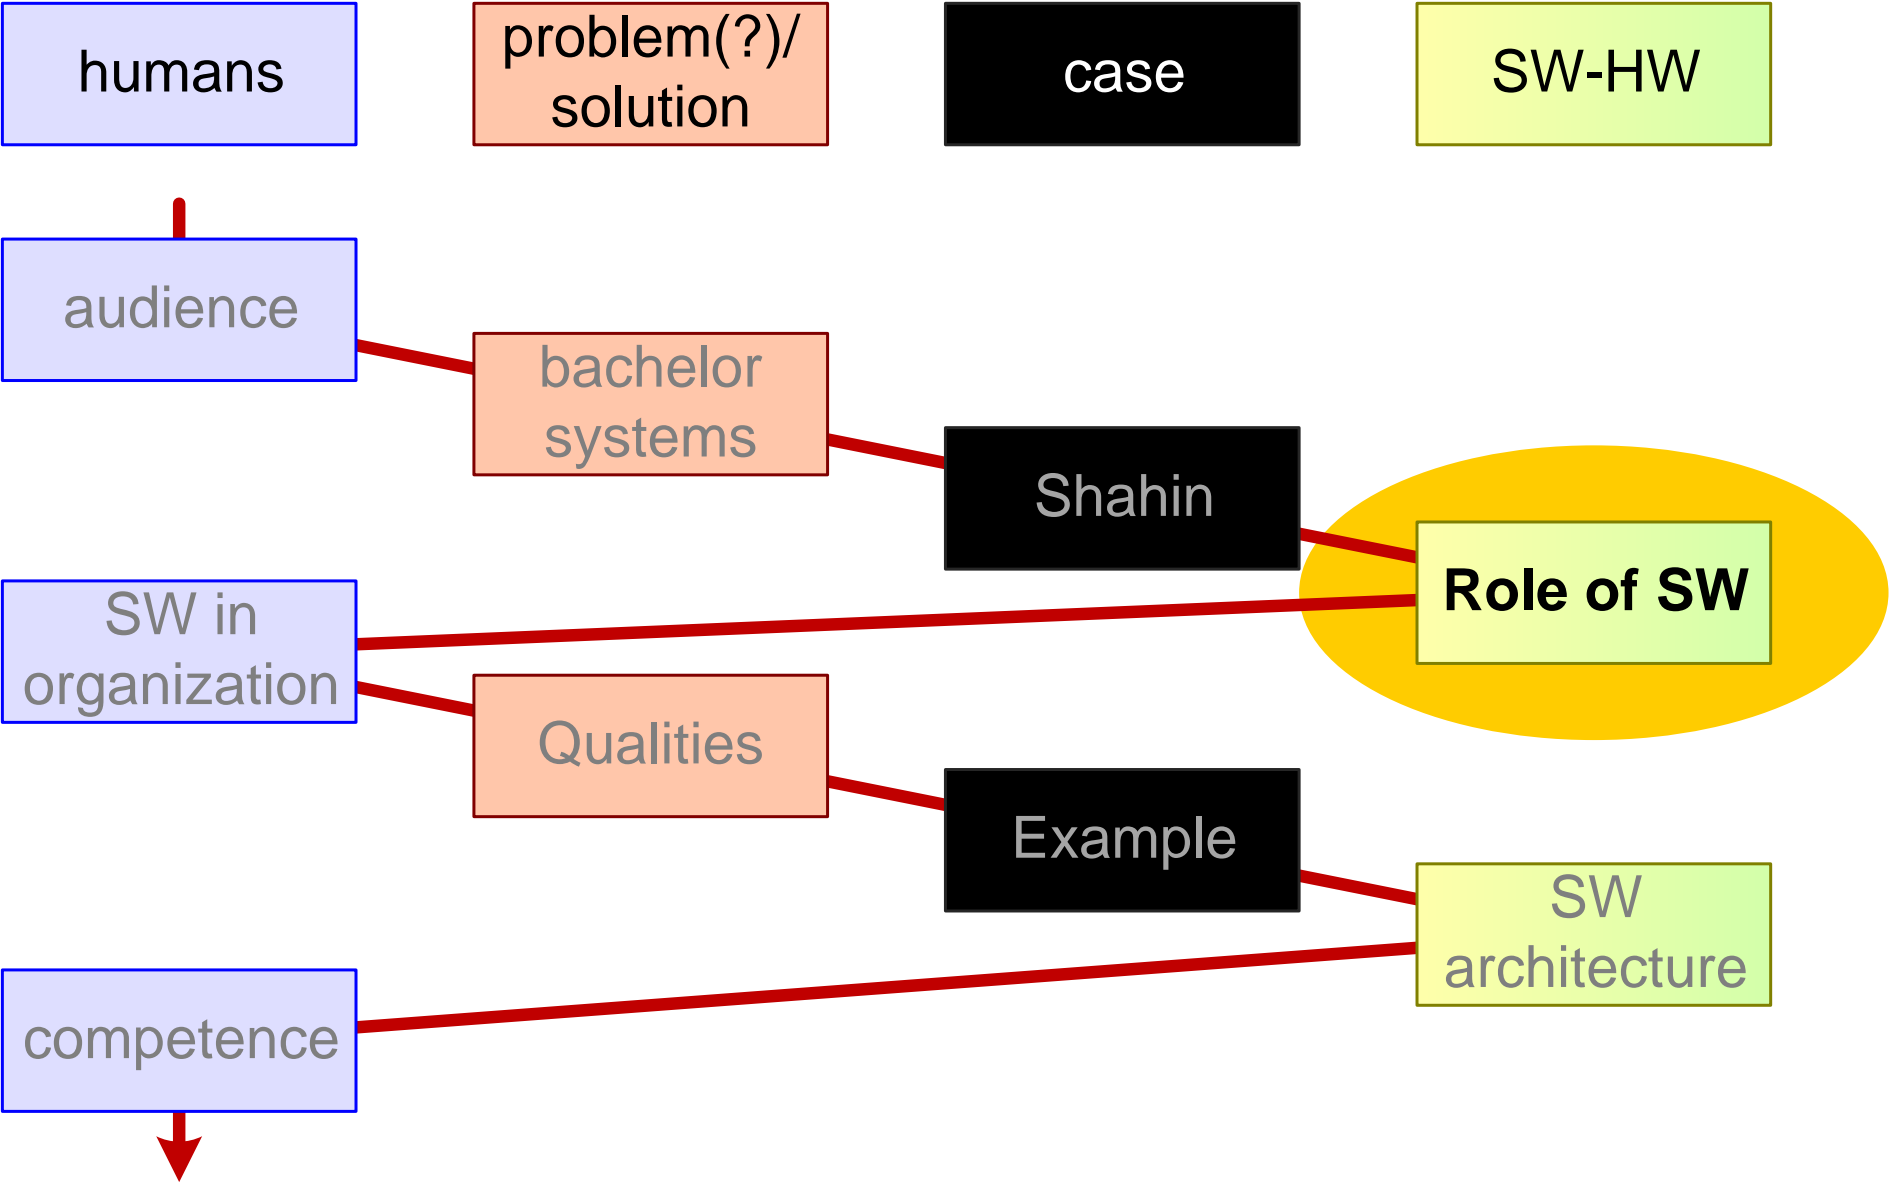 humans
problem(?)/
solution
case
SW-HW
audience
bachelor
systems
Shahin
Role of SW
SW in
organization
Qualities
Example
SW
architecture
competence